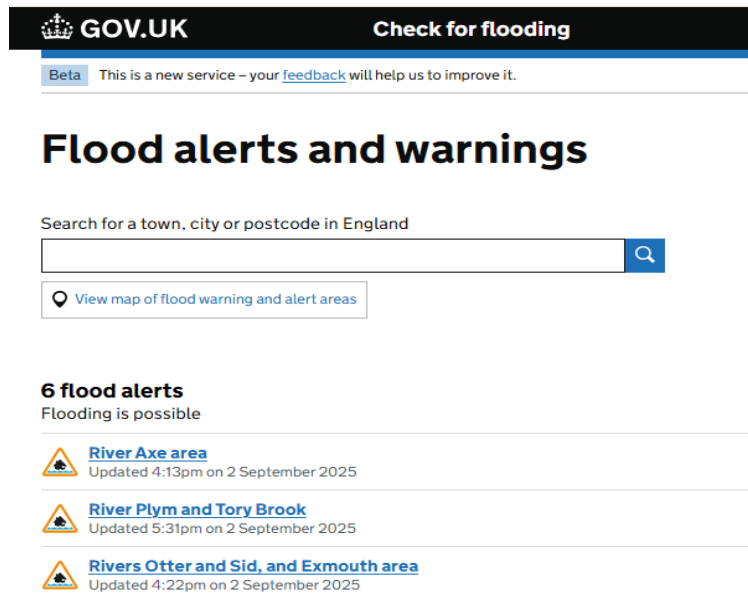 GOV.UK Check for flooding
Beta This is a new service – your feedback will help us to improve it.
Flood alerts and warnings
Search for a town, city or postcode in England
View map of flood warning and alert areas
6 flood alerts
Flooding is possible
River Axe area
Updated 4:13pm on 2 September 2025
River Plym and Tory Brook
Updated 5:31pm on 2 September 2025
Rivers Otter and Sid, and Exmouth area
Updated 4:22pm on 2 September 2025